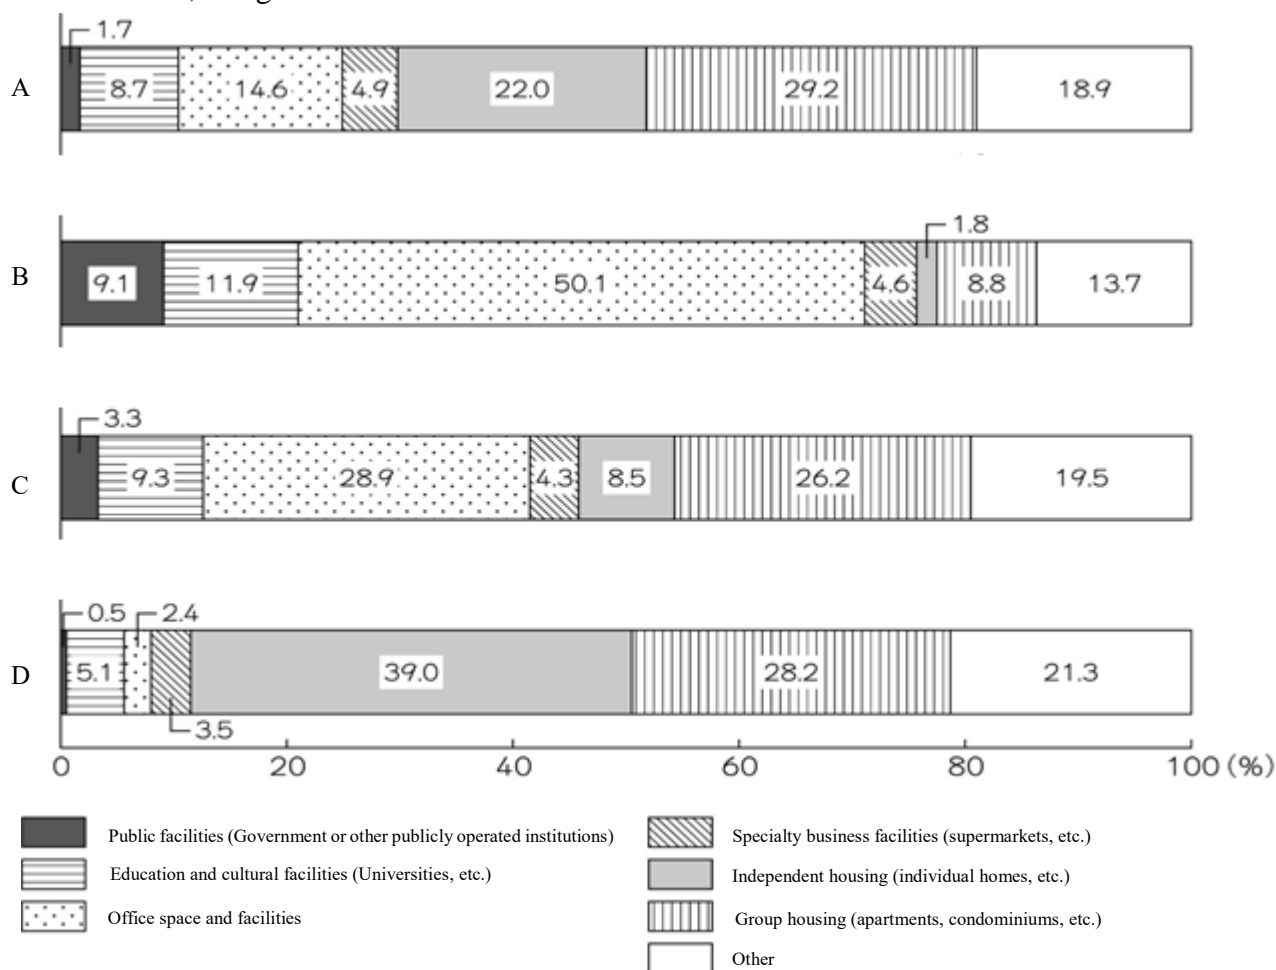 1.7
A 8.7 14.6 4.9 22.0 29.2 18.9
1.8
B 9.1 11.9 50.1 4.6 8.8 13.7
3.3
C 9.3 28.9 4.3 8.5 26.2 19.5
0.5 2.4
D 5.1 39.0 28.2 21.3
3.5
0 20 40 60 80 100 (%)
Public facilities (Government or other publicly operated institutions)
Education and cultural facilities (Universities, etc.)
Office space and facilities
Specialty business facilities (supermarkets, etc.)
Independent housing (individual homes, etc.)
Group housing (apartments, condominiums, etc.)
Other